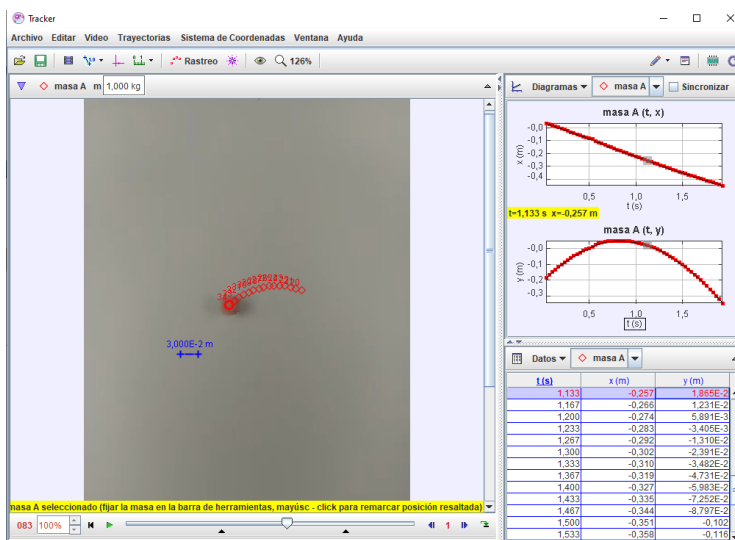 Tracker
Archivo Editar Video Trayectorias Sistema de Coordenadas Ventana Ayuda
Rastreo 126%
masa A m 1,000 kg
Diagramas masa A Sincronizar
masa A (t, x)
-0,0
-0,1
-0,2
-0,3
-0,4
x (m)
0,5 1,0 1,5
t (s)
t=1,133 s x=-0,257 m
masa A (t, y)
-0,0
-0,1
-0,2
-0,3
y (m)
0,5 1,0 1,5
t (s)
3,000E-2 m
Datos masa A
t (s) x (m) y (m)
1,133 -0,257 1,865E-2
1,167 -0,266 1,231E-2
1,200 -0,274 5,891E-3
1,233 -0,283 -3,405E-3
1,267 -0,292 -1,310E-2
1,300 -0,302 -2,391E-2
1,333 -0,310 -3,482E-2
1,367 -0,319 -4,731E-2
1,400 -0,327 -5,983E-2
1,433 -0,335 -7,252E-2
1,467 -0,344 -8,797E-2
1,500 -0,351 -0,102
1,533 -0,358 -0,116
masa A seleccionado (fijar la masa en la barra de herramientas, mayúsc - click para remarcar posición resaltada)
083 100% 1